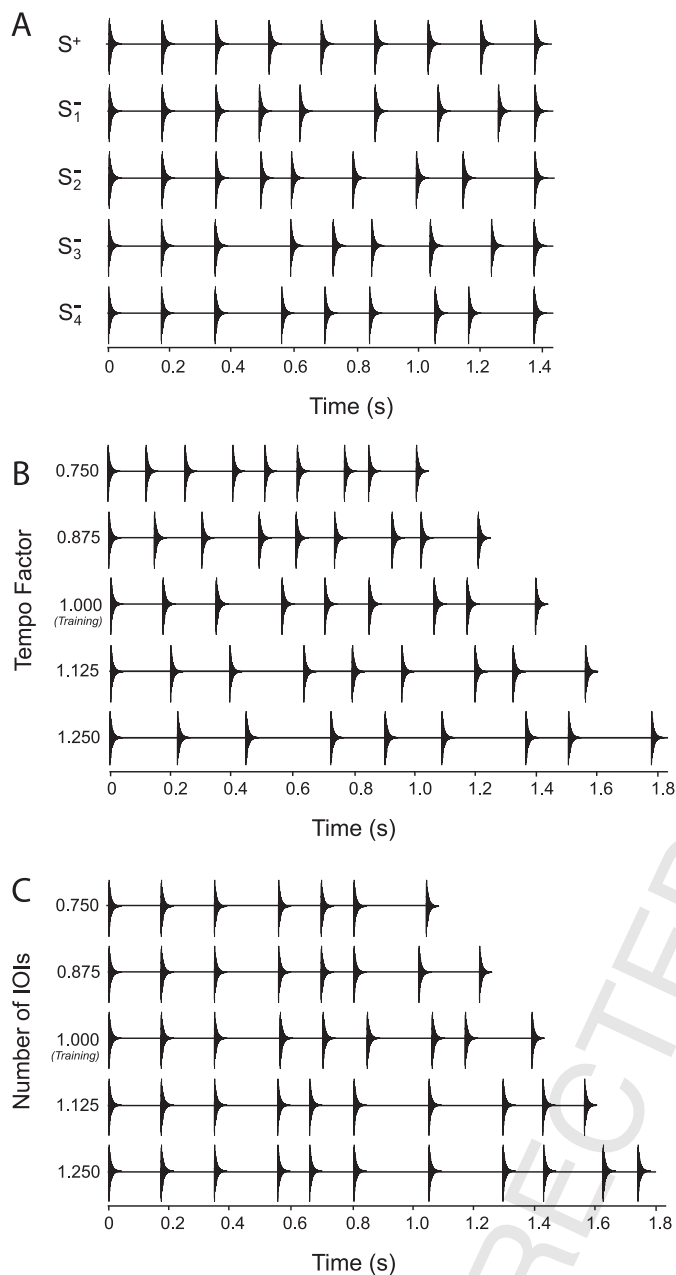 A
S+
S1-
S2-
S3-
S4-
0 0.2 0.4 0.6 0.8 1.0 1.2 1.4
Time (s)
B
Tempo Factor
0.750
0.875
1.000
(Training)
1.125
1.250
0 0.2 0.4 0.6 0.8 1.0 1.2 1.4 1.6 1.8
Time (s)
C
Number of IOIs
0.750
0.875
1.000
(Training)
1.125
1.250
0 0.2 0.4 0.6 0.8 1.0 1.2 1.4 1.6 1.8
Time (s)